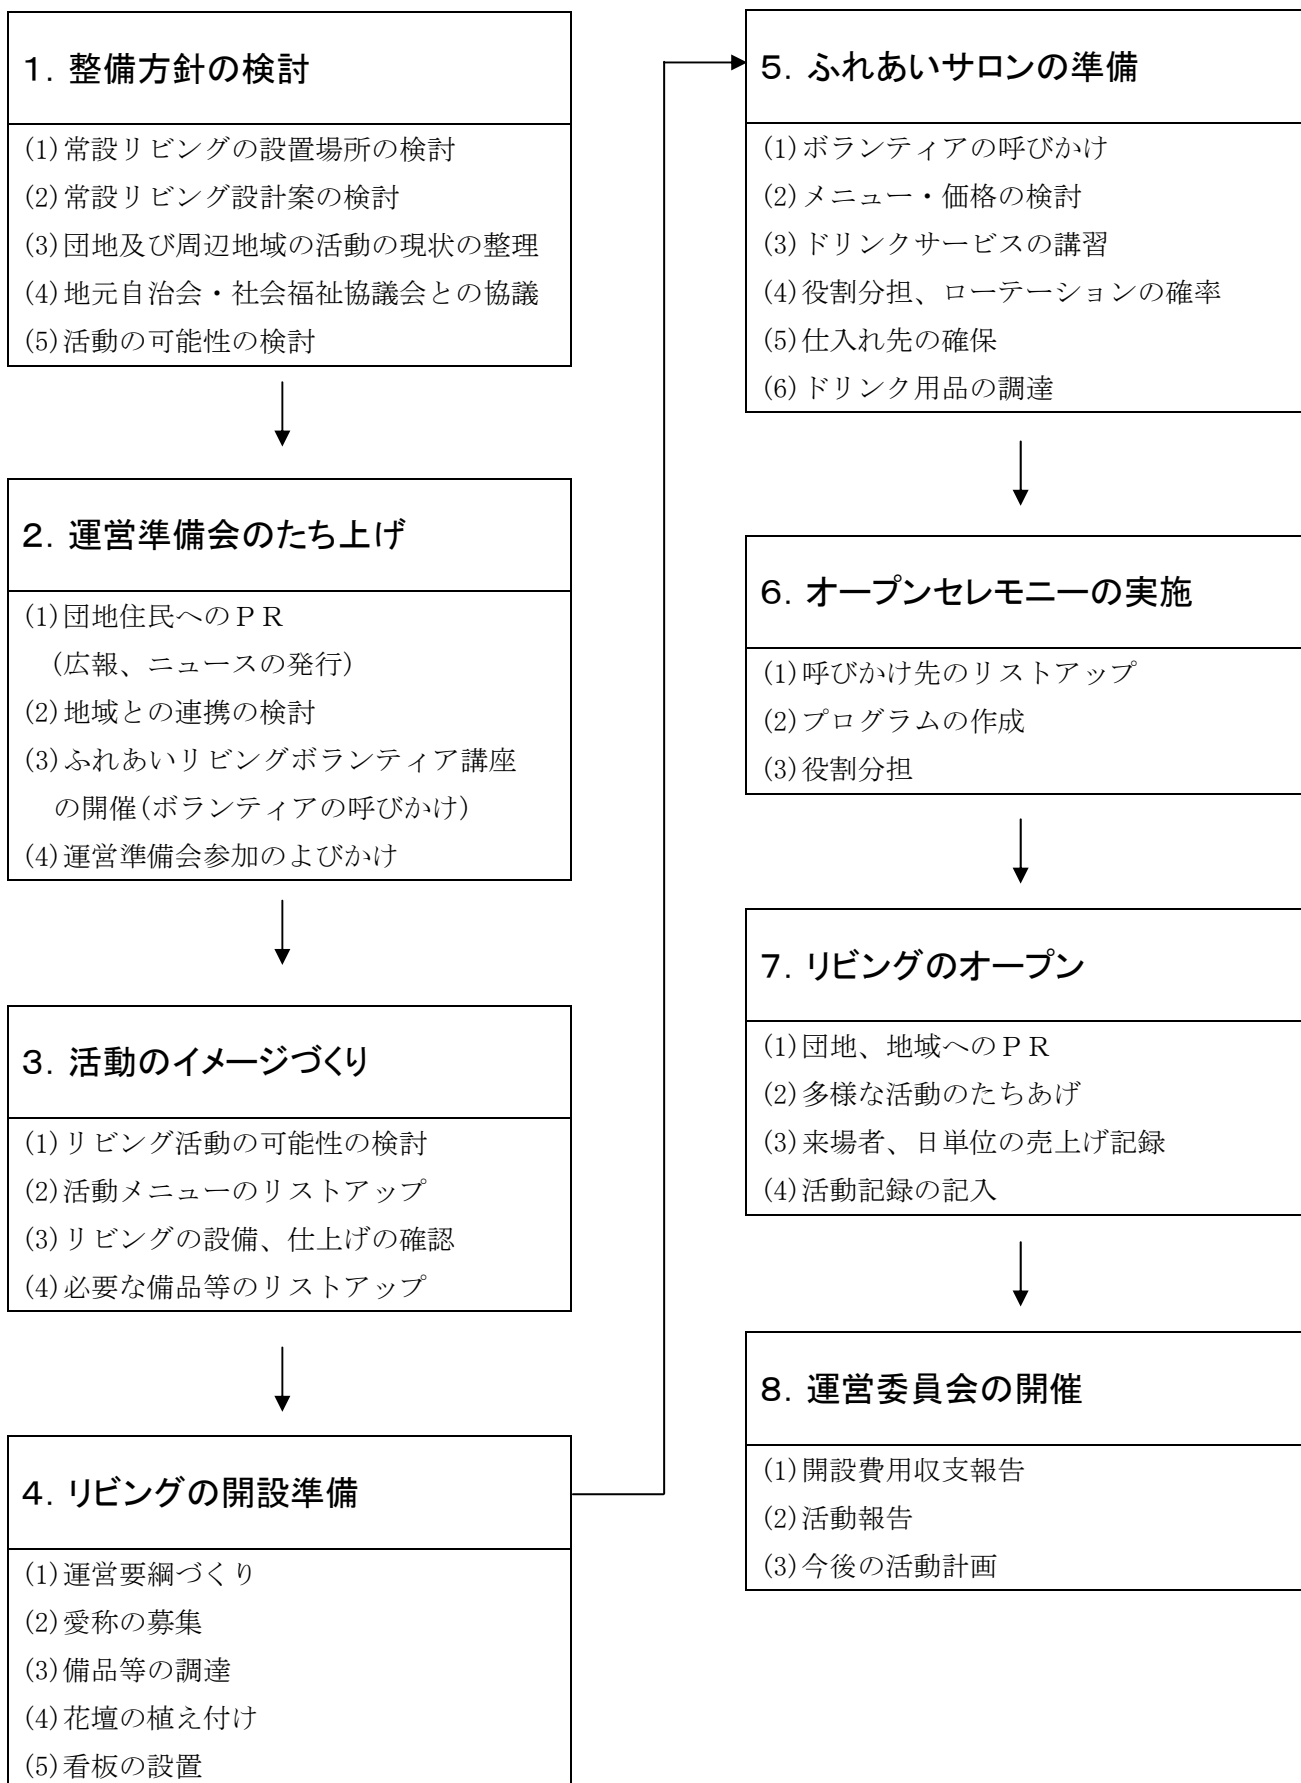 1. 整備方針の検討
(1)常設リビングの設置場所の検討
(2)常設リビング設計案の検討
(3)団地及び周辺地域の活動の現状の整理
(4)地元自治会・社会福祉協議会との協議
(5)活動の可能性の検討
2. 運営準備会のたち上げ
(1)団地住民へのPR
(広報、ニュースの発行)
(2)地域との連携の検討
(3)ふれあいリビングボランティア講座
の開催(ボランティアの呼びかけ)
(4)運営準備会参加のよびかけ
3. 活動のイメージづくり
(1)リビング活動の可能性の検討
(2)活動メニューのリストアップ
(3)リビングの設備、仕上げの確認
(4)必要な備品等のリストアップ
4. リビングの開設準備
(1)運営要綱づくり
(2)愛称の募集
(3)備品等の調達
(4)花壇の植え付け
(5)看板の設置
5. ふれあいサロンの準備
(1)ボランティアの呼びかけ
(2)メニュー・価格の検討
(3)ドリンクサービスの講習
(4)役割分担、ローテーションの確率
(5)仕入れ先の確保
(6)ドリンク用品の調達
6. オープンセレモニーの実施
(1)呼びかけ先のリストアップ
(2)プログラムの作成
(3)役割分担
7. リビングのオープン
(1)団地、地域へのPR
(2)多様な活動のたちあげ
(3)来場者、日単位の売上げ記録
(4)活動記録の記入
8. 運営委員会の開催
(1)開設費用収支報告
(2)活動報告
(3)今後の活動計画